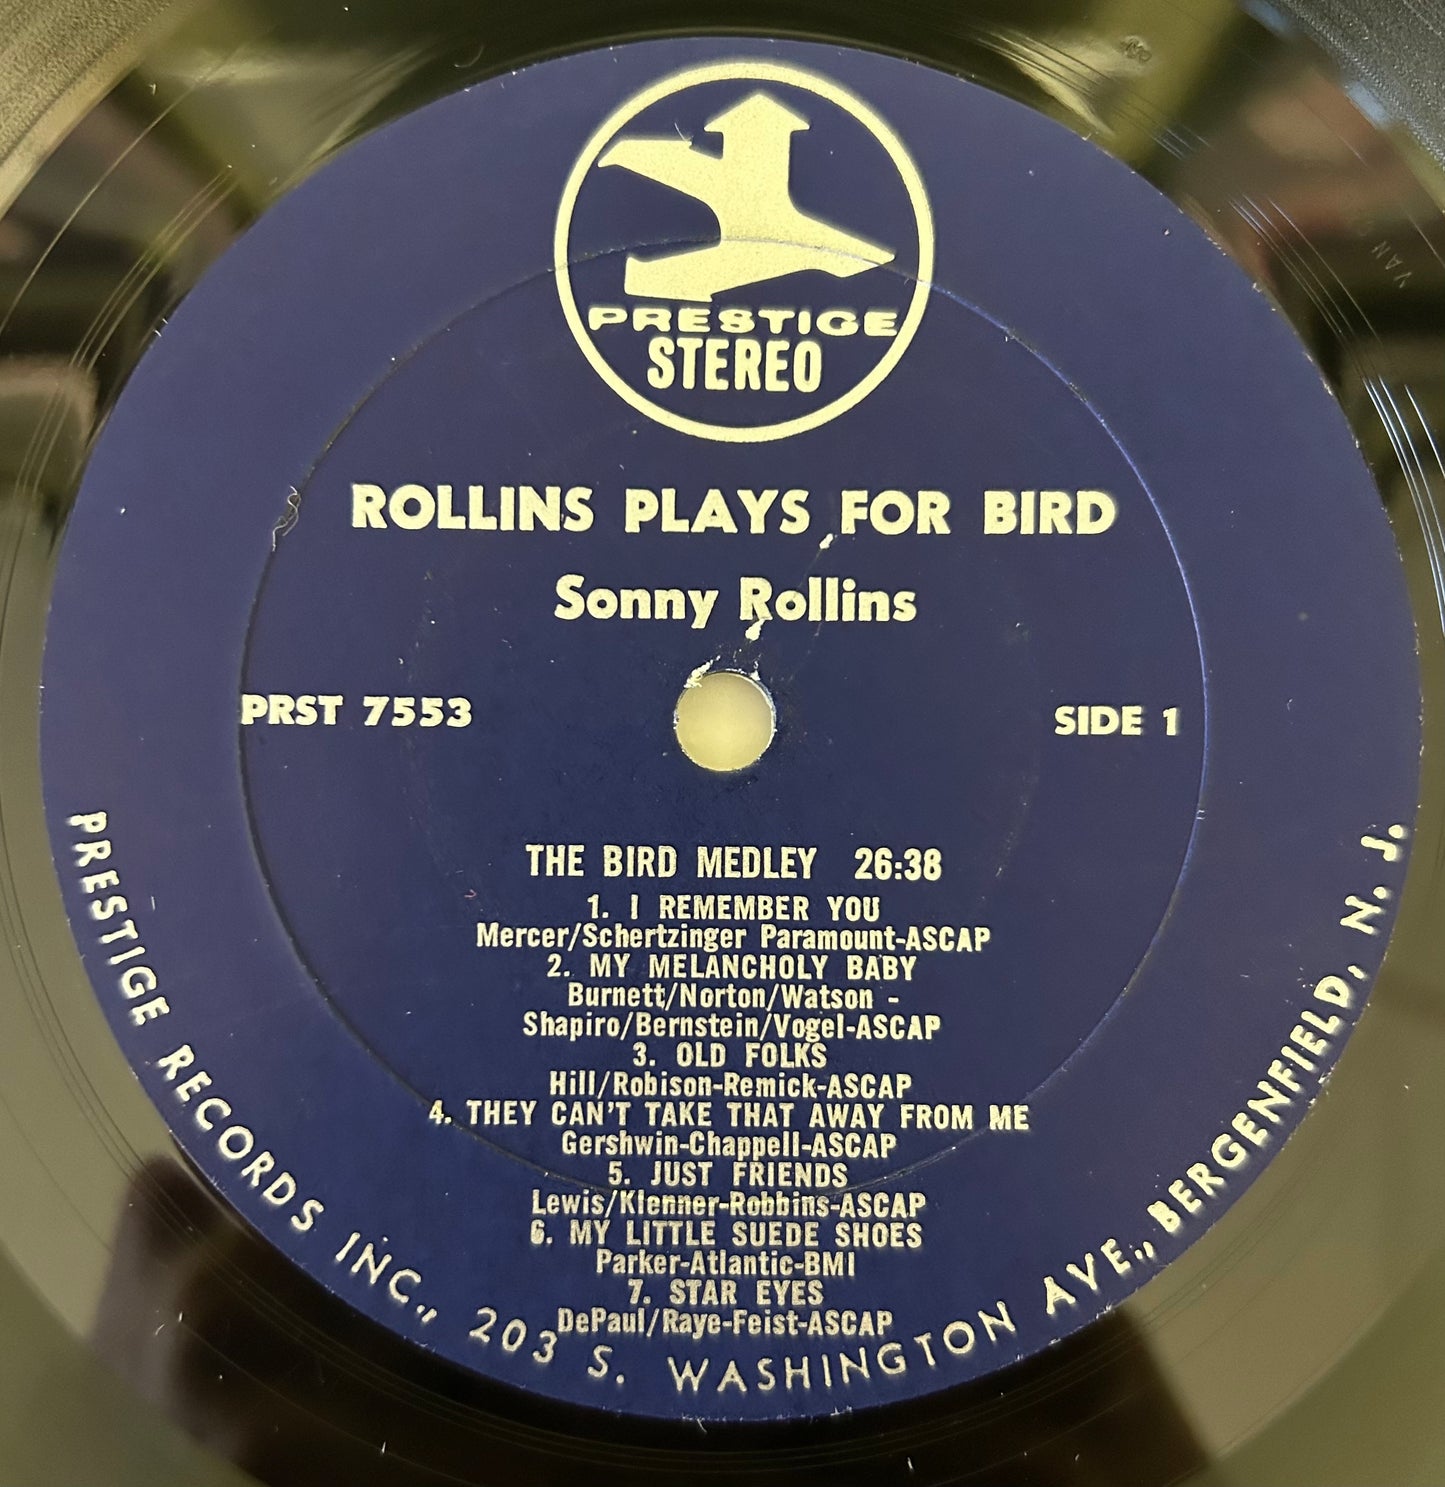 PRESTIGE
STEREO
ROLLINS PLAYS FOR BIRD
Sonny Rollins
PRST 7553
SIDE 1
THE BIRD MEDLEY 26:38
1. I REMEMBER YOU
Mercer/Schertzinger Paramount-ASCAP
2. MY MELANCHOLY BABY
Burnett/Norton/Watson -
Shapiro/Bernstein/Vogel-ASCAP
3. OLD FOLKS
Hill/Robison-Remick-ASCAP
4. THEY CAN'T TAKE THAT AWAY FROM ME
Gershwin-Chappell-ASCAP
5. JUST FRIENDS
Lewis/Klenner-Robbins-ASCAP
6. MY LITTLE SUEDE SHOES
Parker-Atlantic-BMI
7. STAR EYES
DePaul/Raye-Feist-ASCAP
PRESTIGE RECORDS INC., 203 S. WASHINGTON AVE., BERGENFIELD, N. J.
VAN